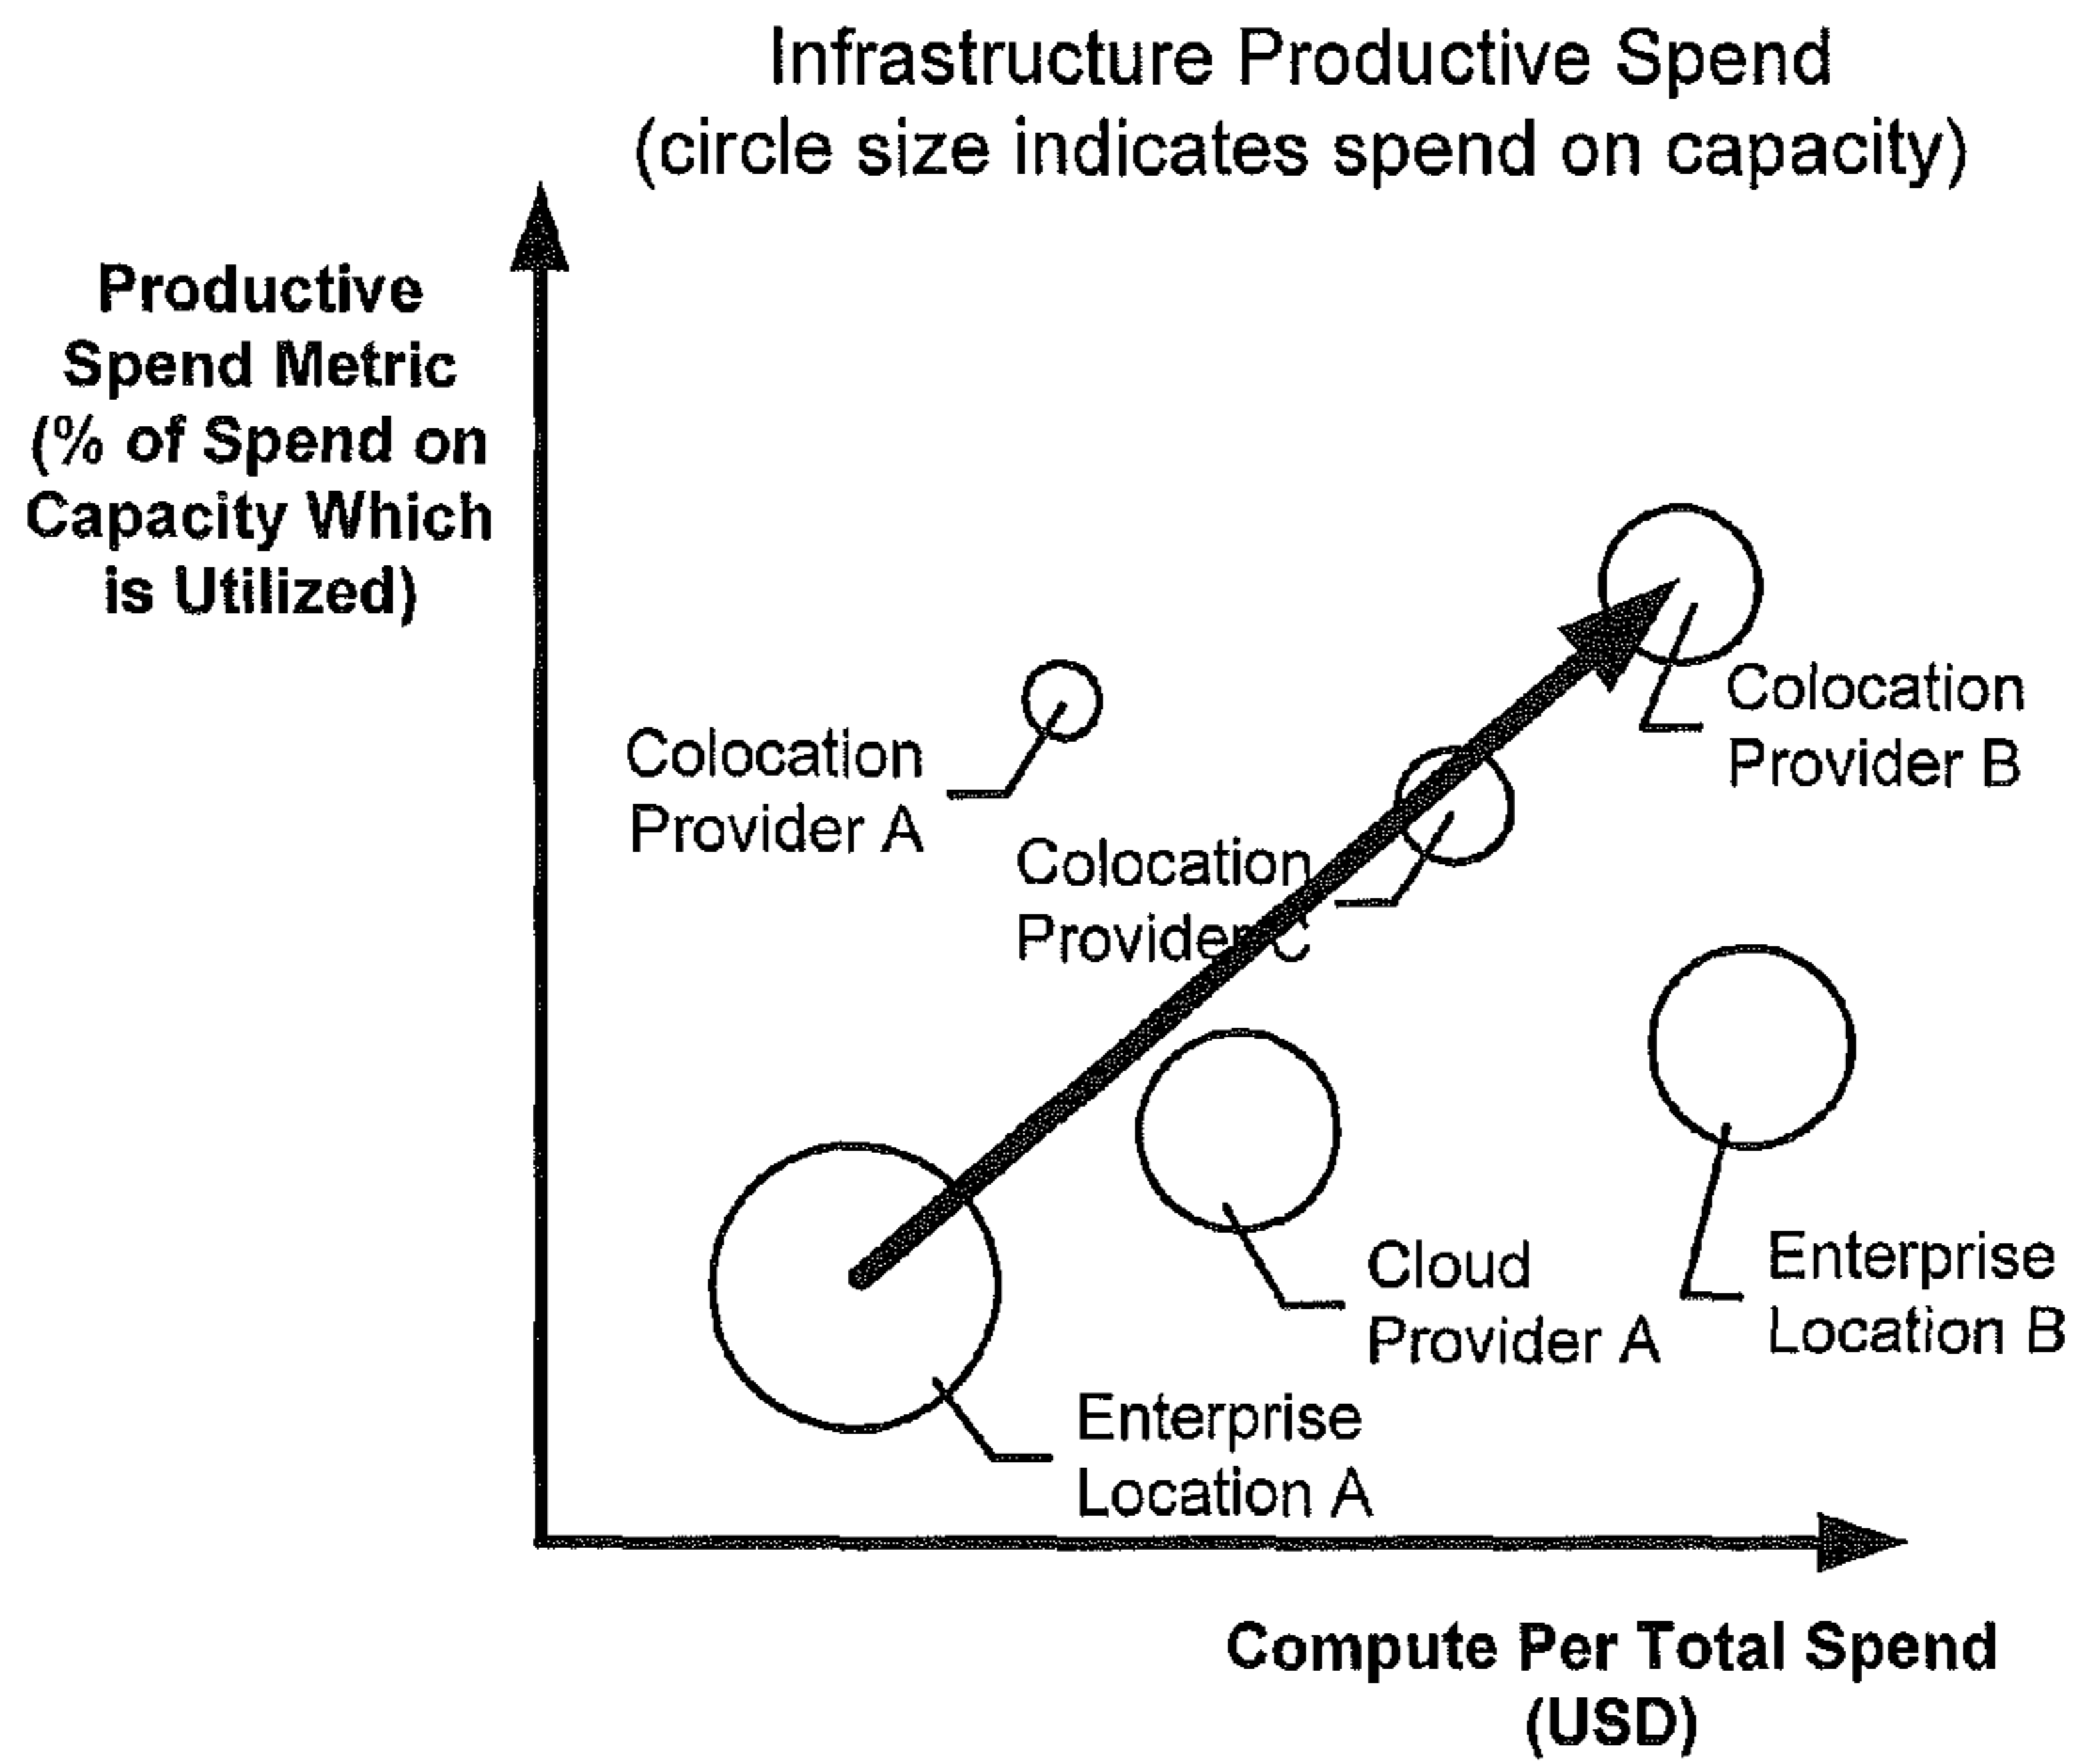 Infrastructure Productive Spend
(circle size indicates spend on capacity)
Productive
Spend Metric
(% of Spend on
Capacity Which
is Utilized)
Colocation
Provider A
Colocation
Provider B
Colocation
Provider C
Cloud
Provider A
Enterprise
Location B
Enterprise
Location A
Compute Per Total Spend
(USD)